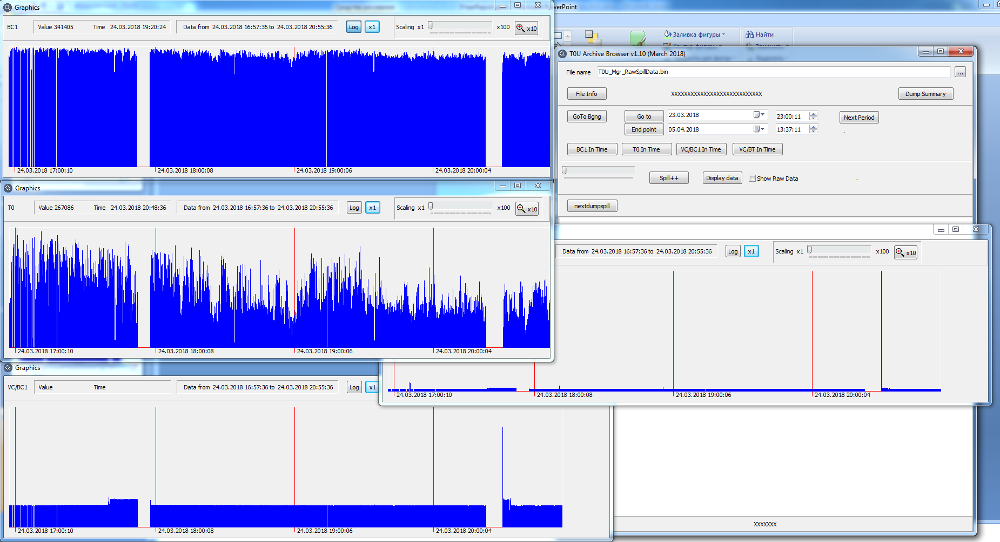 Graphics
BC1 Value 341405 Time 24.03.2018 19:20:24 Data from 24.03.2018 16:57:36 to 24.03.2018 20:55:36 Log x1 Scaling x1 x100 x10
24.03.2018 17:00:10 24.03.2018 18:00:08 24.03.2018 19:00:06 24.03.2018 20:00:04
Graphics
T0 Value 267086 Time 24.03.2018 20:48:36 Data from 24.03.2018 16:57:36 to 24.03.2018 20:55:36 Log x1 Scaling x1 x100 x10
24.03.2018 17:00:10 24.03.2018 18:00:08 24.03.2018 19:00:06 24.03.2018 20:00:04
Graphics
VC/BC1 Value Time Data from 24.03.2018 16:57:36 to 24.03.2018 20:55:36 Log x1
24.03.2018 17:00:10 24.03.2018 18:00:08 24.03.2018 19:00:06 24.03.2018 20:00:04
Заливка фигуры Найти
T0U Archive Browser v1.10 (March 2018)
File name T0U_Mgr_RawSpillData.bin ...
File Info XXXXXXXXXXXXXXXXXXXXXXXXXXXX Dump Summary
GoTo Bgng Go to 23.03.2018 23:00:11 Next Period
End point 05.04.2018 13:37:11 .
BC1 In Time T0 In Time VC/BC1 In Time VC/BT In Time
Spill++ Display data Show Raw Data .
nextdumpspill
Data from 24.03.2018 16:57:36 to 24.03.2018 20:55:36 Log x1 Scaling x1 x100 x10
24.03.2018 17:00:10 24.03.2018 18:00:08 24.03.2018 19:00:06 24.03.2018 20:00:04
XXXXXXX